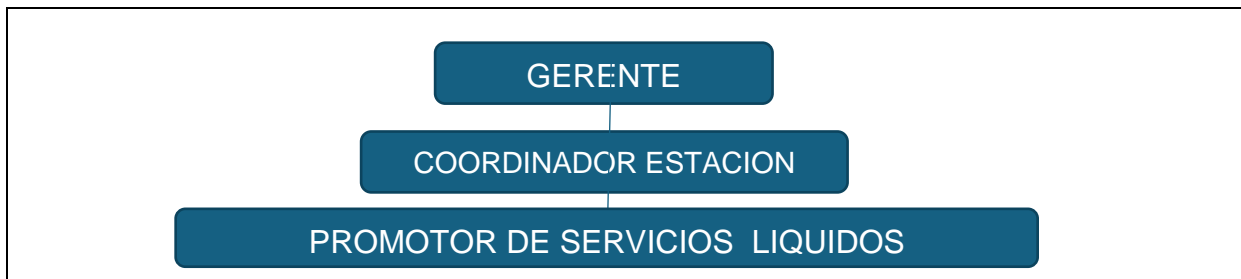 GERENTE
COORDINADOR ESTACION
PROMOTOR DE SERVICIOS  LIQUIDOS